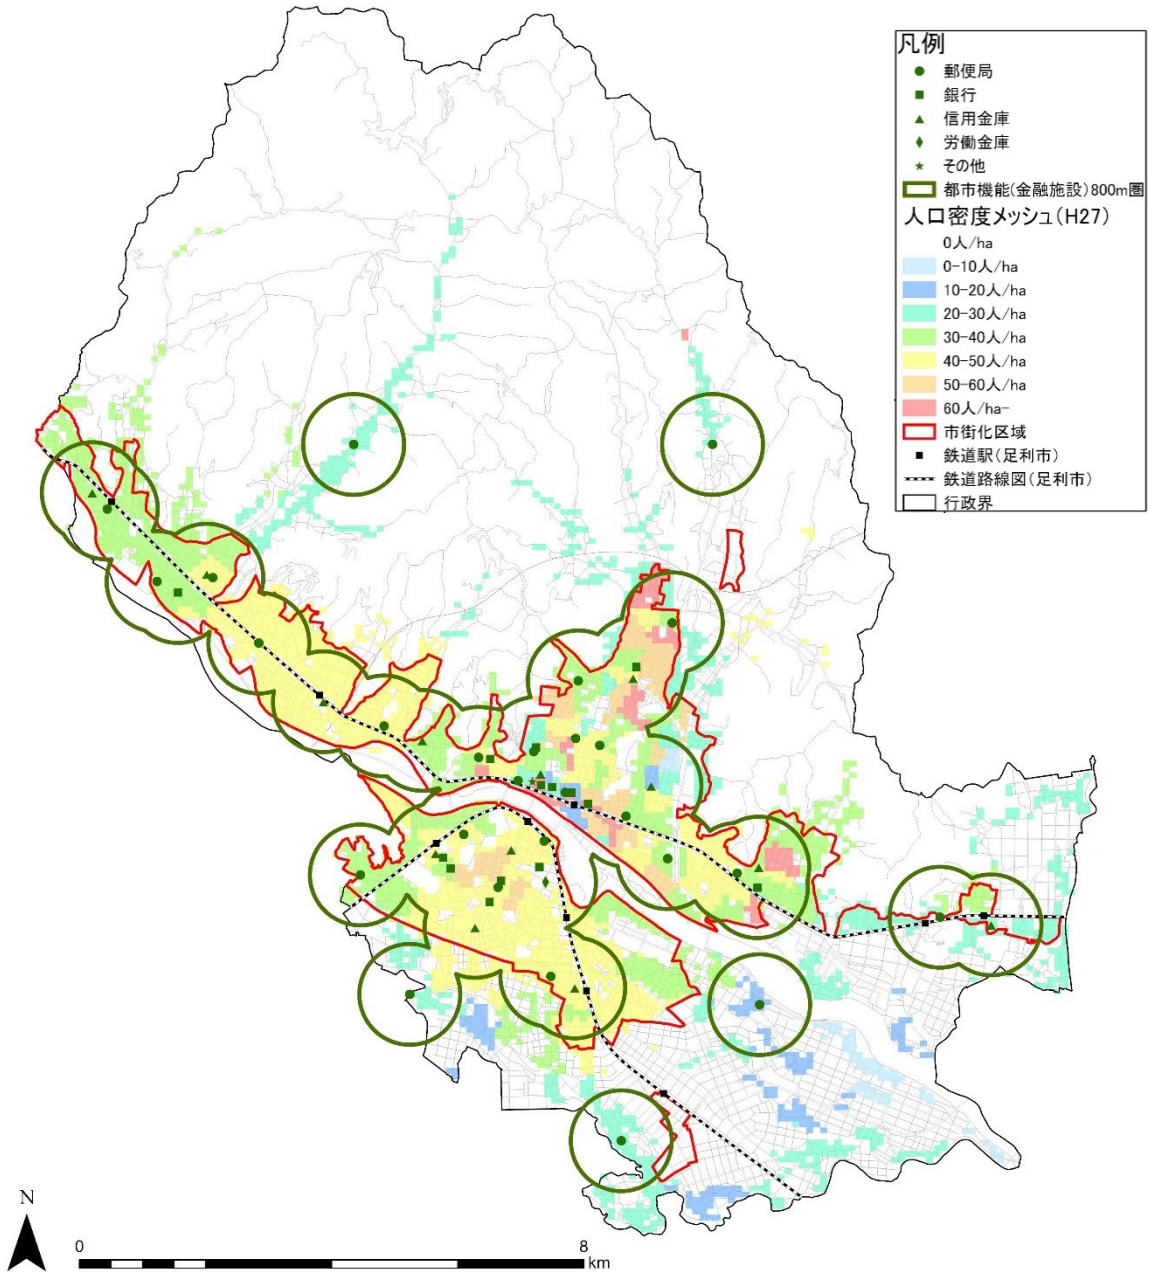 凡例
郵便局
銀行
信用金庫
労働金庫
その他
都市機能(金融施設)800m圏
人口密度メッシュ(H27)
0人/ha
0-10人/ha
10-20人/ha
20-30人/ha
30-40人/ha
40-50人/ha
50-60人/ha
60人/ha-
市街化区域
鉄道駅(足利市)
鉄道路線図(足利市)
行政界
N
0 8
km